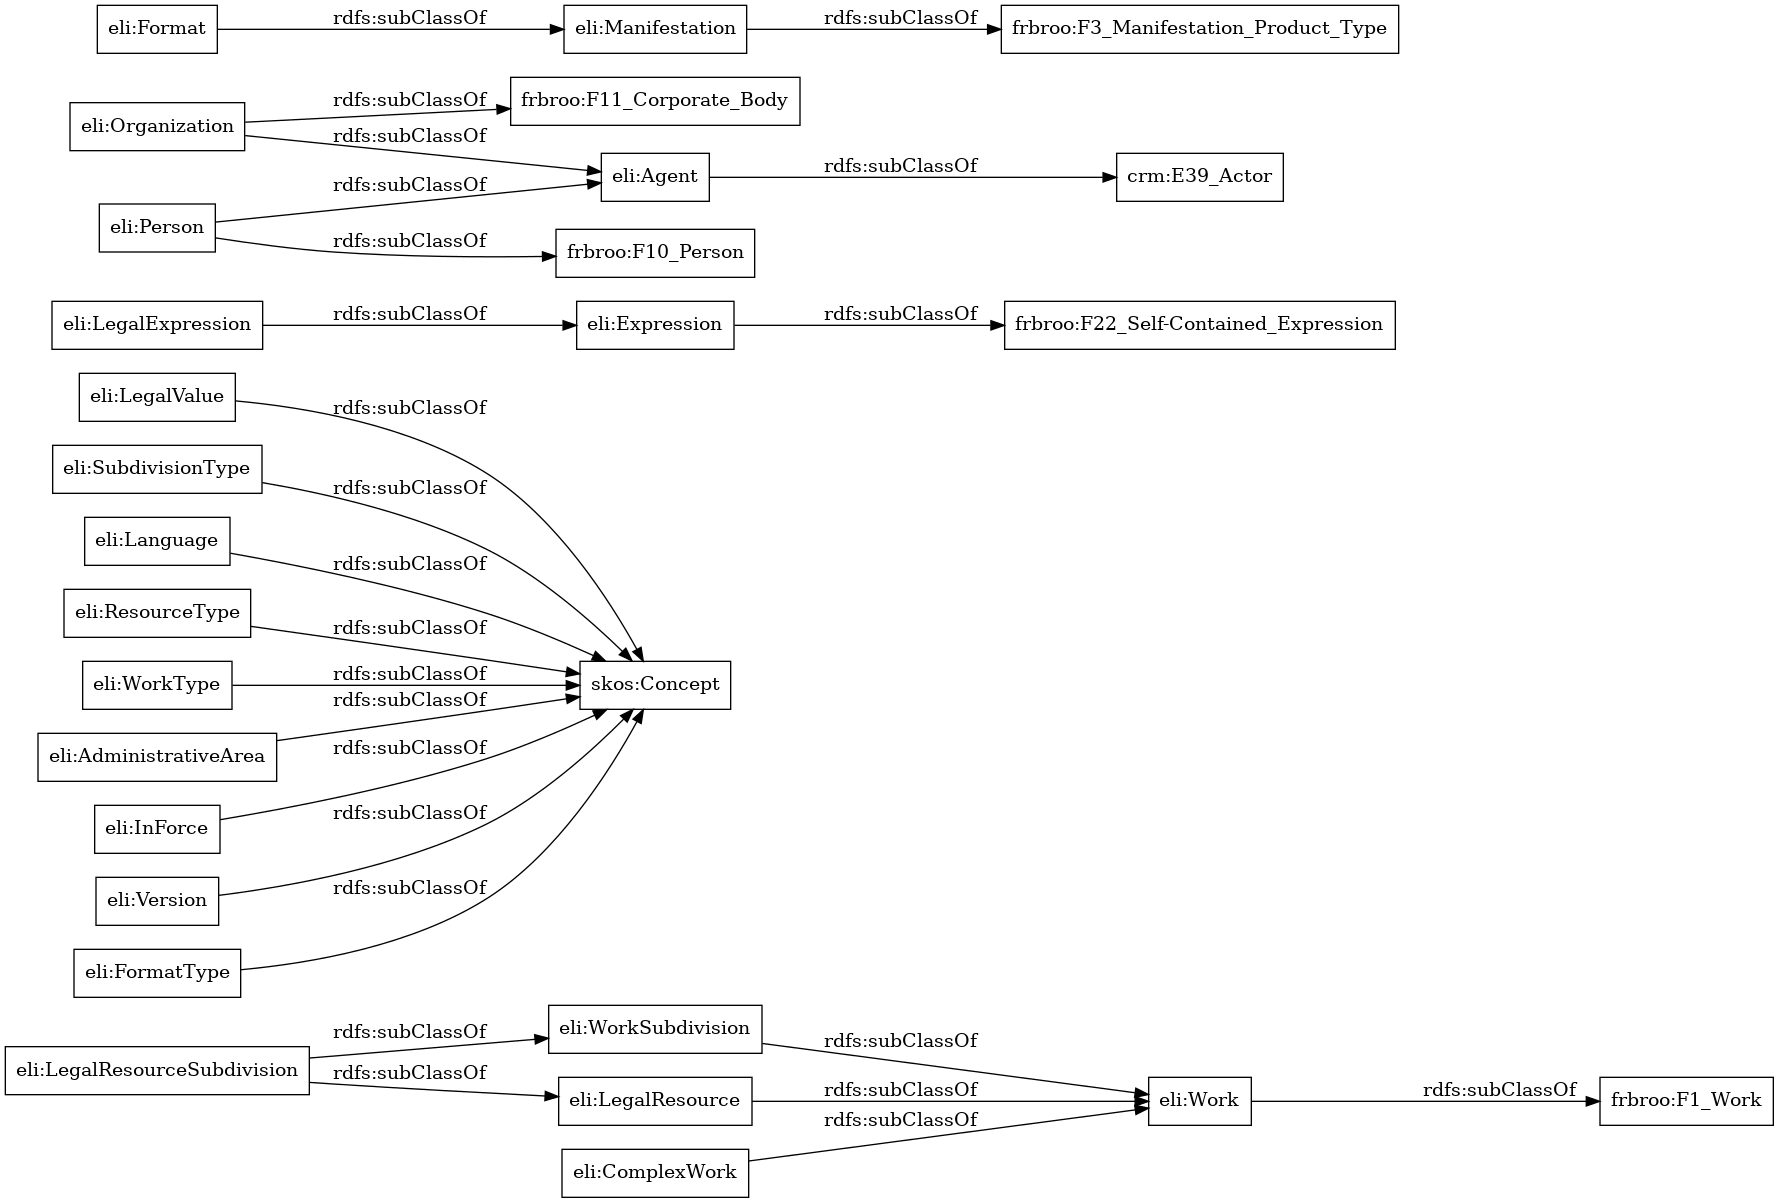 eli:Format
rdfs:subClassOf
eli:Manifestation
rdfs:subClassOf
frbroo:F3_Manifestation_Product_Type
eli:Organization
rdfs:subClassOf
frbroo:F11_Corporate_Body
rdfs:subClassOf
eli:Agent
rdfs:subClassOf
crm:E39_Actor
eli:Person
rdfs:subClassOf
rdfs:subClassOf
frbroo:F10_Person
eli:LegalExpression
rdfs:subClassOf
eli:Expression
rdfs:subClassOf
frbroo:F22_Self-Contained_Expression
eli:LegalValue
rdfs:subClassOf
eli:SubdivisionType
rdfs:subClassOf
eli:Language
rdfs:subClassOf
eli:ResourceType
rdfs:subClassOf
eli:WorkType
rdfs:subClassOf
skos:Concept
rdfs:subClassOf
eli:AdministrativeArea
rdfs:subClassOf
eli:InForce
rdfs:subClassOf
eli:Version
rdfs:subClassOf
eli:FormatType
eli:LegalResourceSubdivision
rdfs:subClassOf
eli:WorkSubdivision
rdfs:subClassOf
rdfs:subClassOf
eli:LegalResource
rdfs:subClassOf
eli:Work
rdfs:subClassOf
frbroo:F1_Work
rdfs:subClassOf
eli:ComplexWork